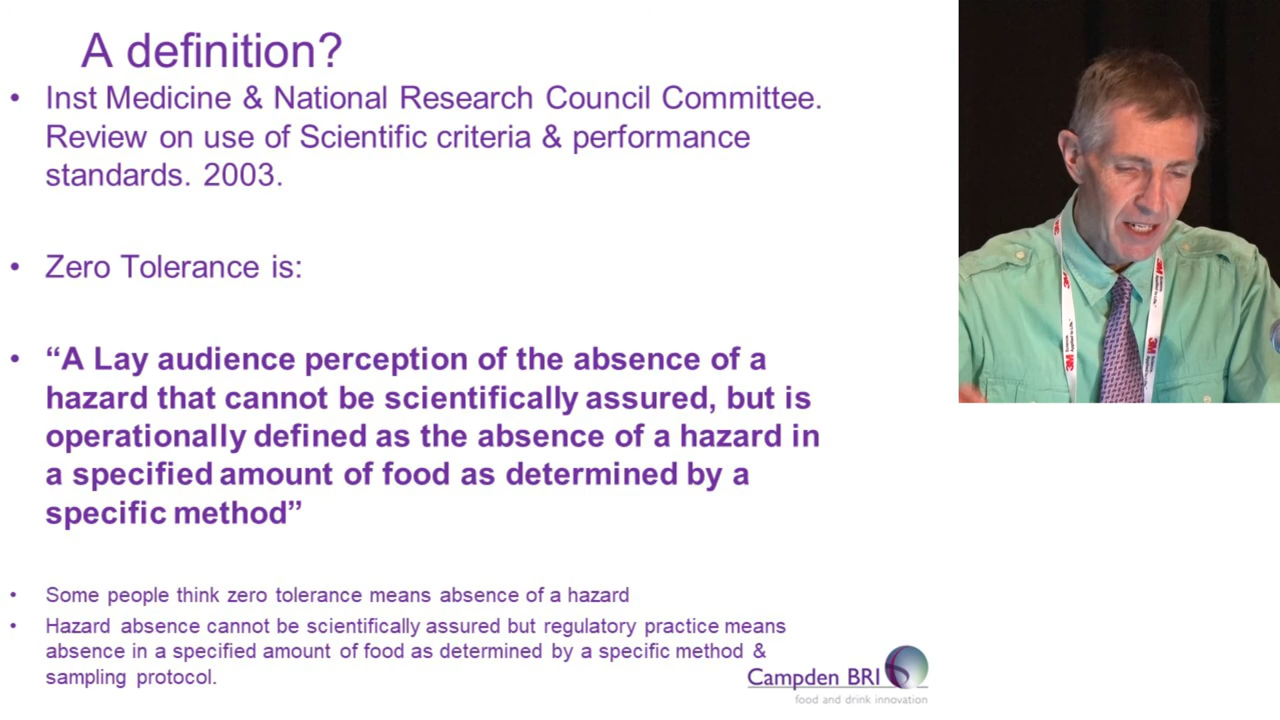 A definition?
• Inst Medicine & National Research Council Committee.
Review on use of Scientific criteria & performance
standards. 2003.
• Zero Tolerance is:
• “A Lay audience perception of the absence of a
hazard that cannot be scientifically assured, but is
operationally defined as the absence of a hazard in
a specified amount of food as determined by a
specific method”
• Some people think zero tolerance means absence of a hazard
• Hazard absence cannot be scientifically assured but regulatory practice means
absence in a specified amount of food as determined by a specific method &
sampling protocol.
Campden BRI
food and drink innovation
3M
3M
3M
3M